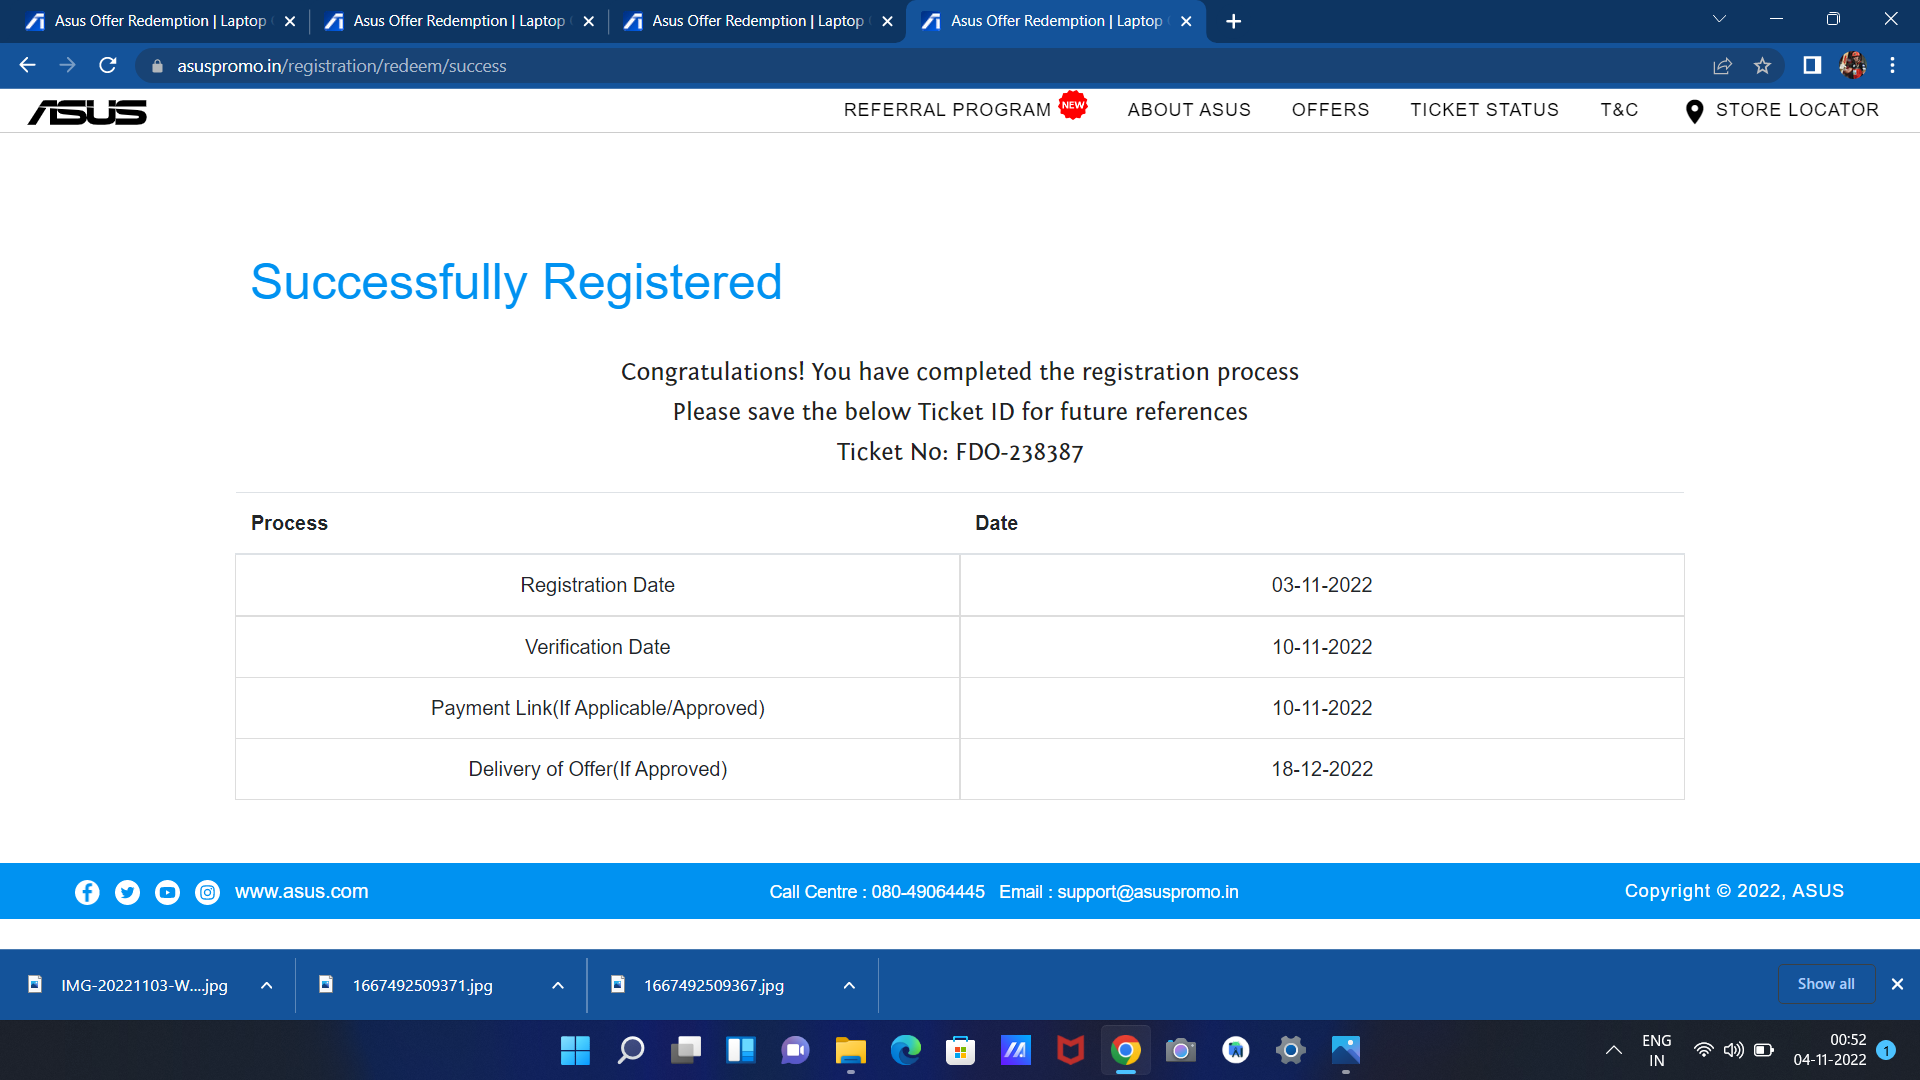 Asus Offer Redemption | Laptop
Asus Offer Redemption | Laptop
Asus Offer Redemption | Laptop
Asus Offer Redemption | Laptop
asuspromo.in/registration/redeem/success
ASUS
REFERRAL PROGRAM NEW ABOUT ASUS OFFERS TICKET STATUS T&C STORE LOCATOR
Successfully Registered
Congratulations! You have completed the registration process
Please save the below Ticket ID for future references
Ticket No: FDO-238387
Process Date
Registration Date 03-11-2022
Verification Date 10-11-2022
Payment Link(If Applicable/Approved) 10-11-2022
Delivery of Offer(If Approved) 18-12-2022
www.asus.com Call Centre : 080-49064445 Email : support@asuspromo.in Copyright © 2022, ASUS
IMG-20221103-W....jpg 1667492509371.jpg 1667492509367.jpg Show all
ENG 00:52
IN 04-11-2022 1